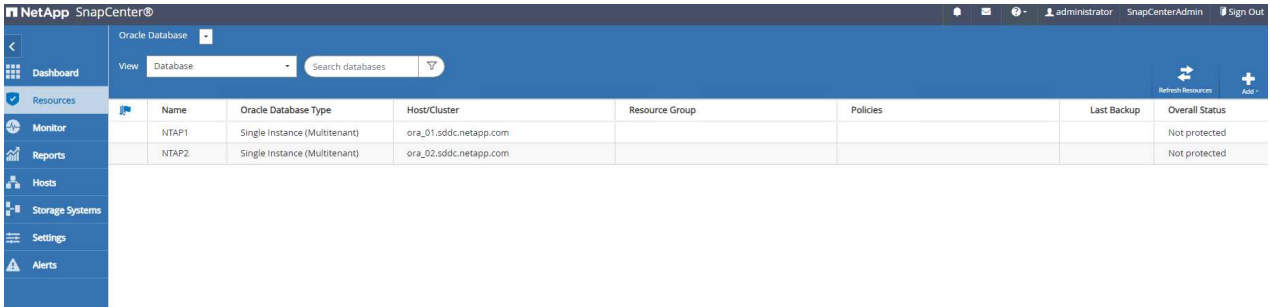 NetApp SnapCenter®
administrator SnapCenterAdmin Sign Out
Oracle Database
View Database Search databases
Refresh Resources Add
Dashboard
Resources
Monitor
Reports
Hosts
Storage Systems
Settings
Alerts
Name Oracle Database Type Host/Cluster Resource Group Policies Last Backup Overall Status
NTAP1 Single Instance (Multitenant) ora_01.sddc.netapp.com Not protected
NTAP2 Single Instance (Multitenant) ora_02.sddc.netapp.com Not protected